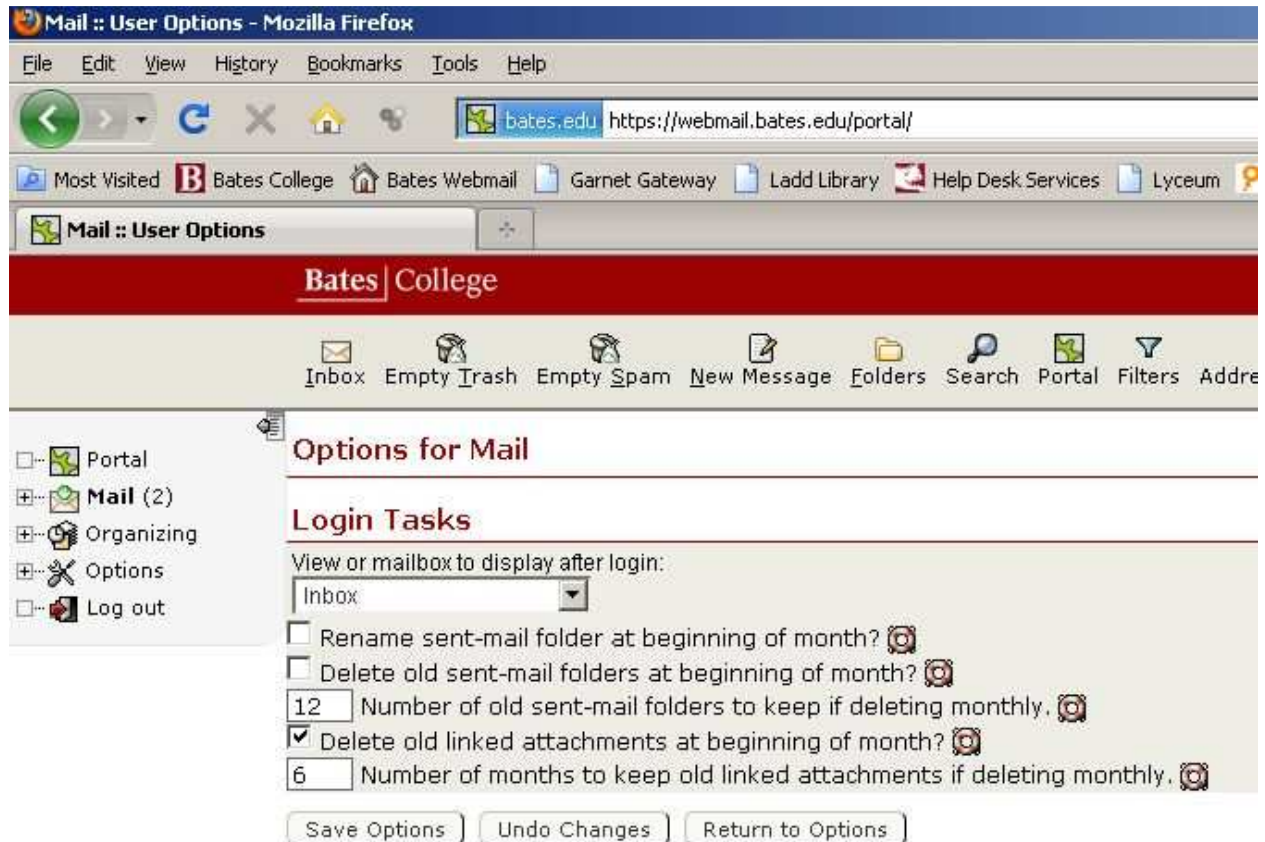 Mail :: User Options - Mozilla Firefox
File Edit View History Bookmarks Tools Help
bates.edu https://webmail.bates.edu/portal/
Most Visited B Bates College Bates Webmail Garnet Gateway Ladd Library Help Desk Services Lyceum
Mail :: User Options
Bates College
Inbox Empty Trash Empty Spam New Message Folders Search Portal Filters Addre
Portal
Mail (2)
Organizing
Options
Log out
Options for Mail
Login Tasks
View or mailbox to display after login:
Inbox
Rename sent-mail folder at beginning of month?
Delete old sent-mail folders at beginning of month?
12 Number of old sent-mail folders to keep if deleting monthly.
Delete old linked attachments at beginning of month?
6 Number of months to keep old linked attachments if deleting monthly.
Save Options Undo Changes Return to Options